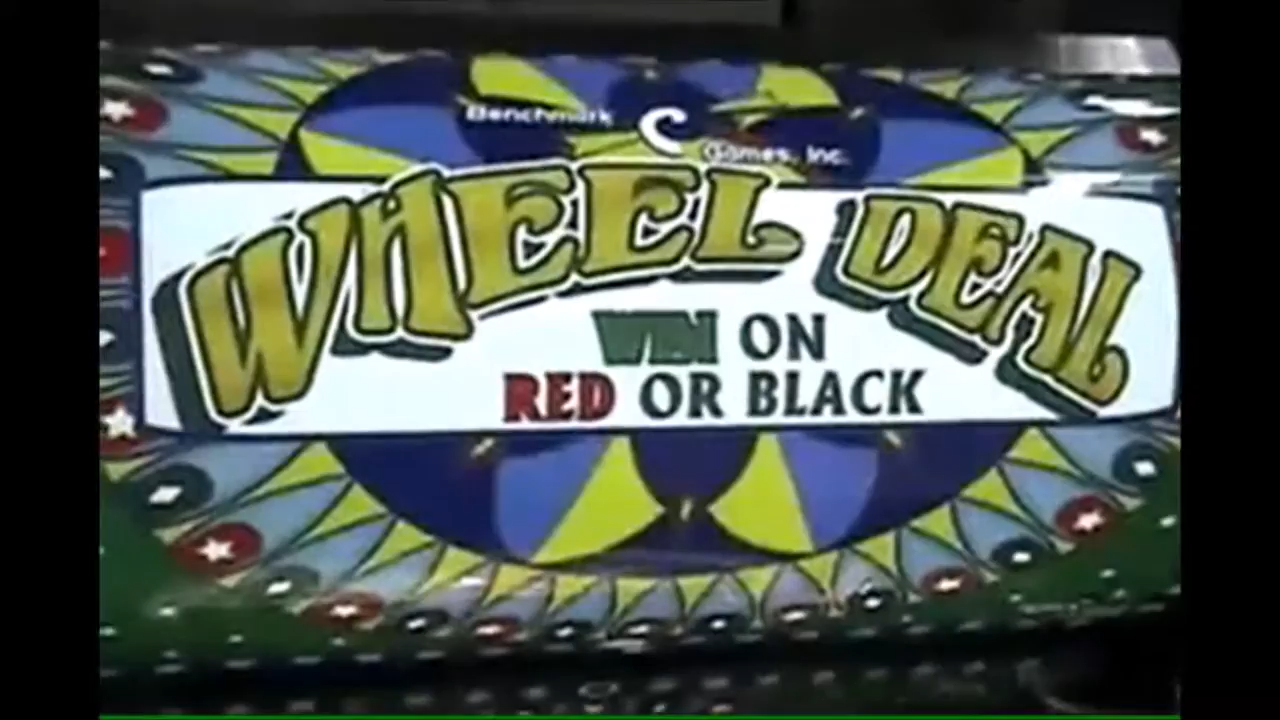 Benchmark
Games, Inc.
WHEEL DEAL
WIN ON
RED OR BLACK